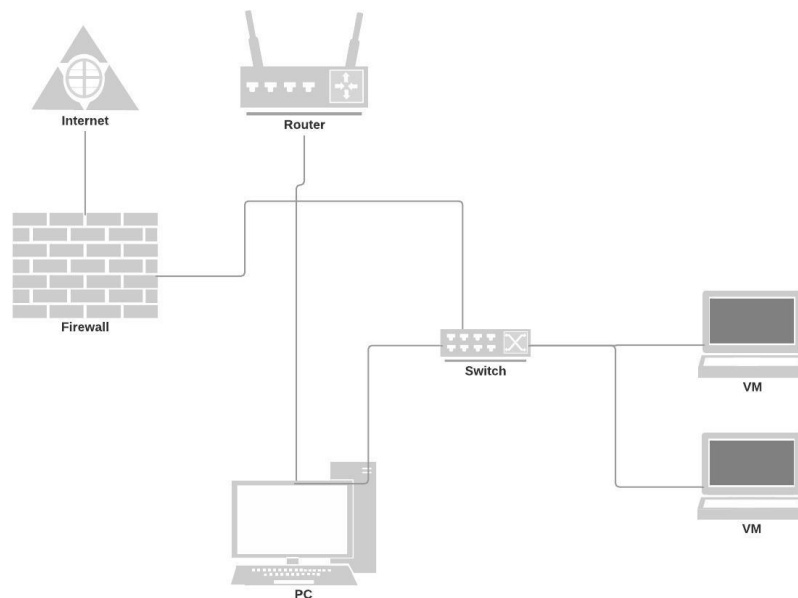 Internet
Router
Firewall
Switch
VM
VM
PC